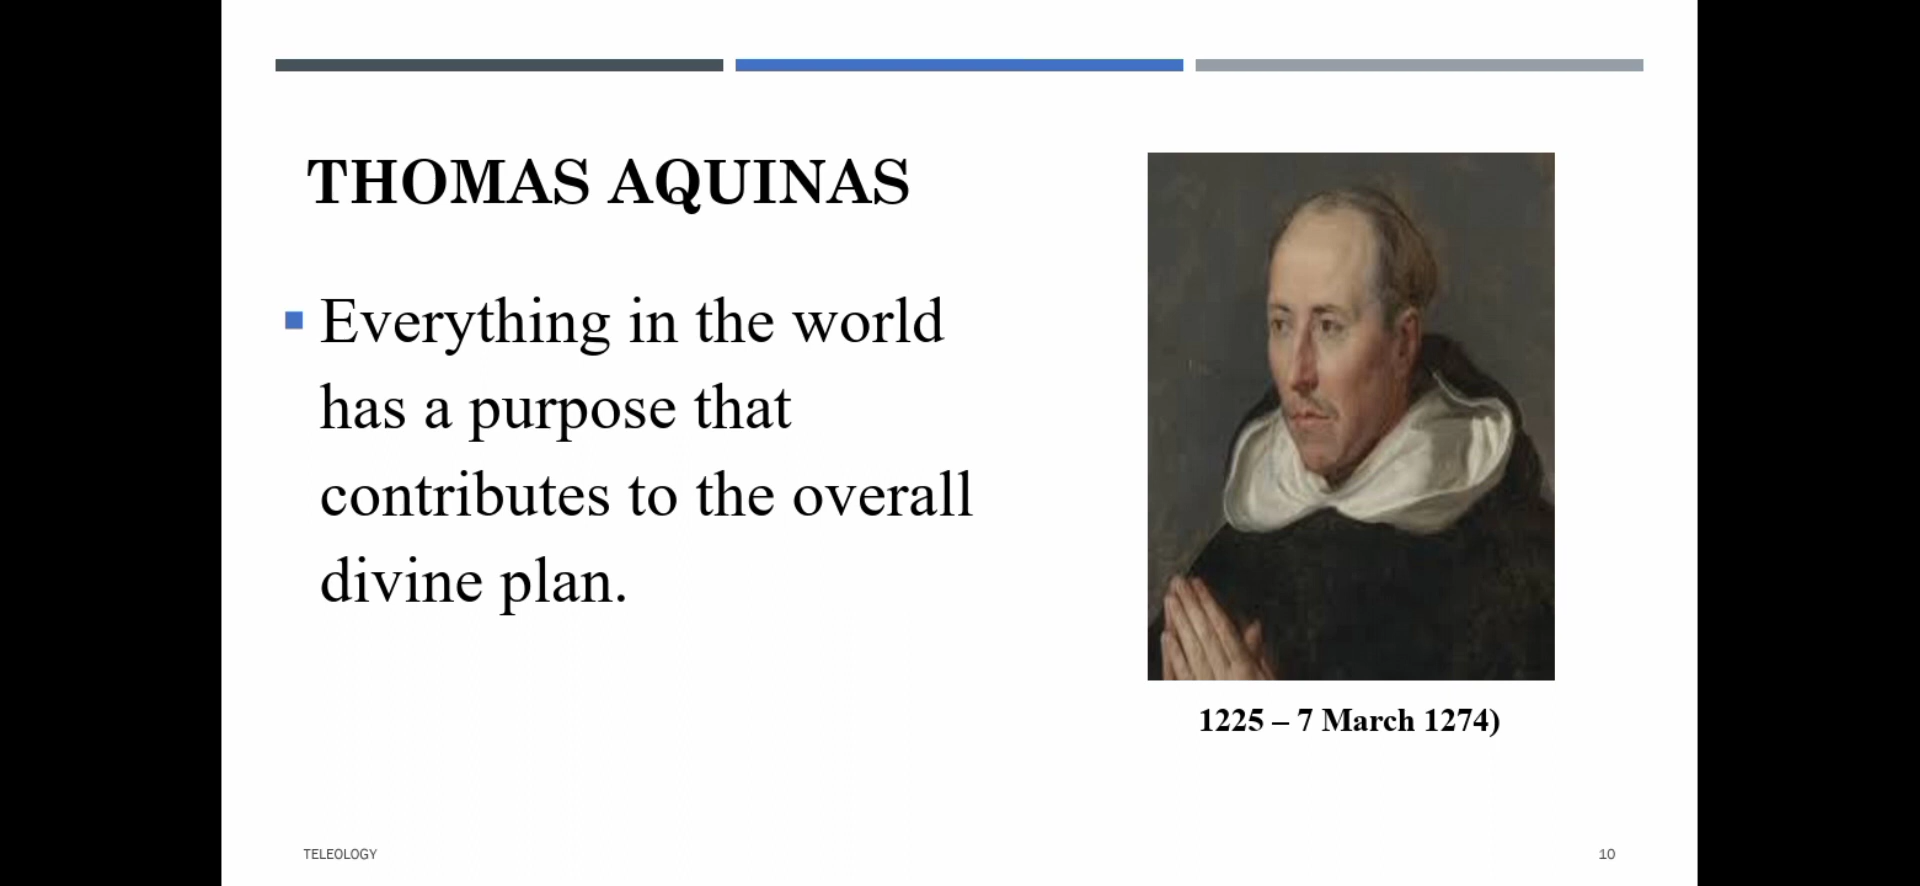 THOMAS AQUINAS
Everything in the world
has a purpose that
contributes to the overall
divine plan.
1225 – 7 March 1274)
TELEOLOGY
10